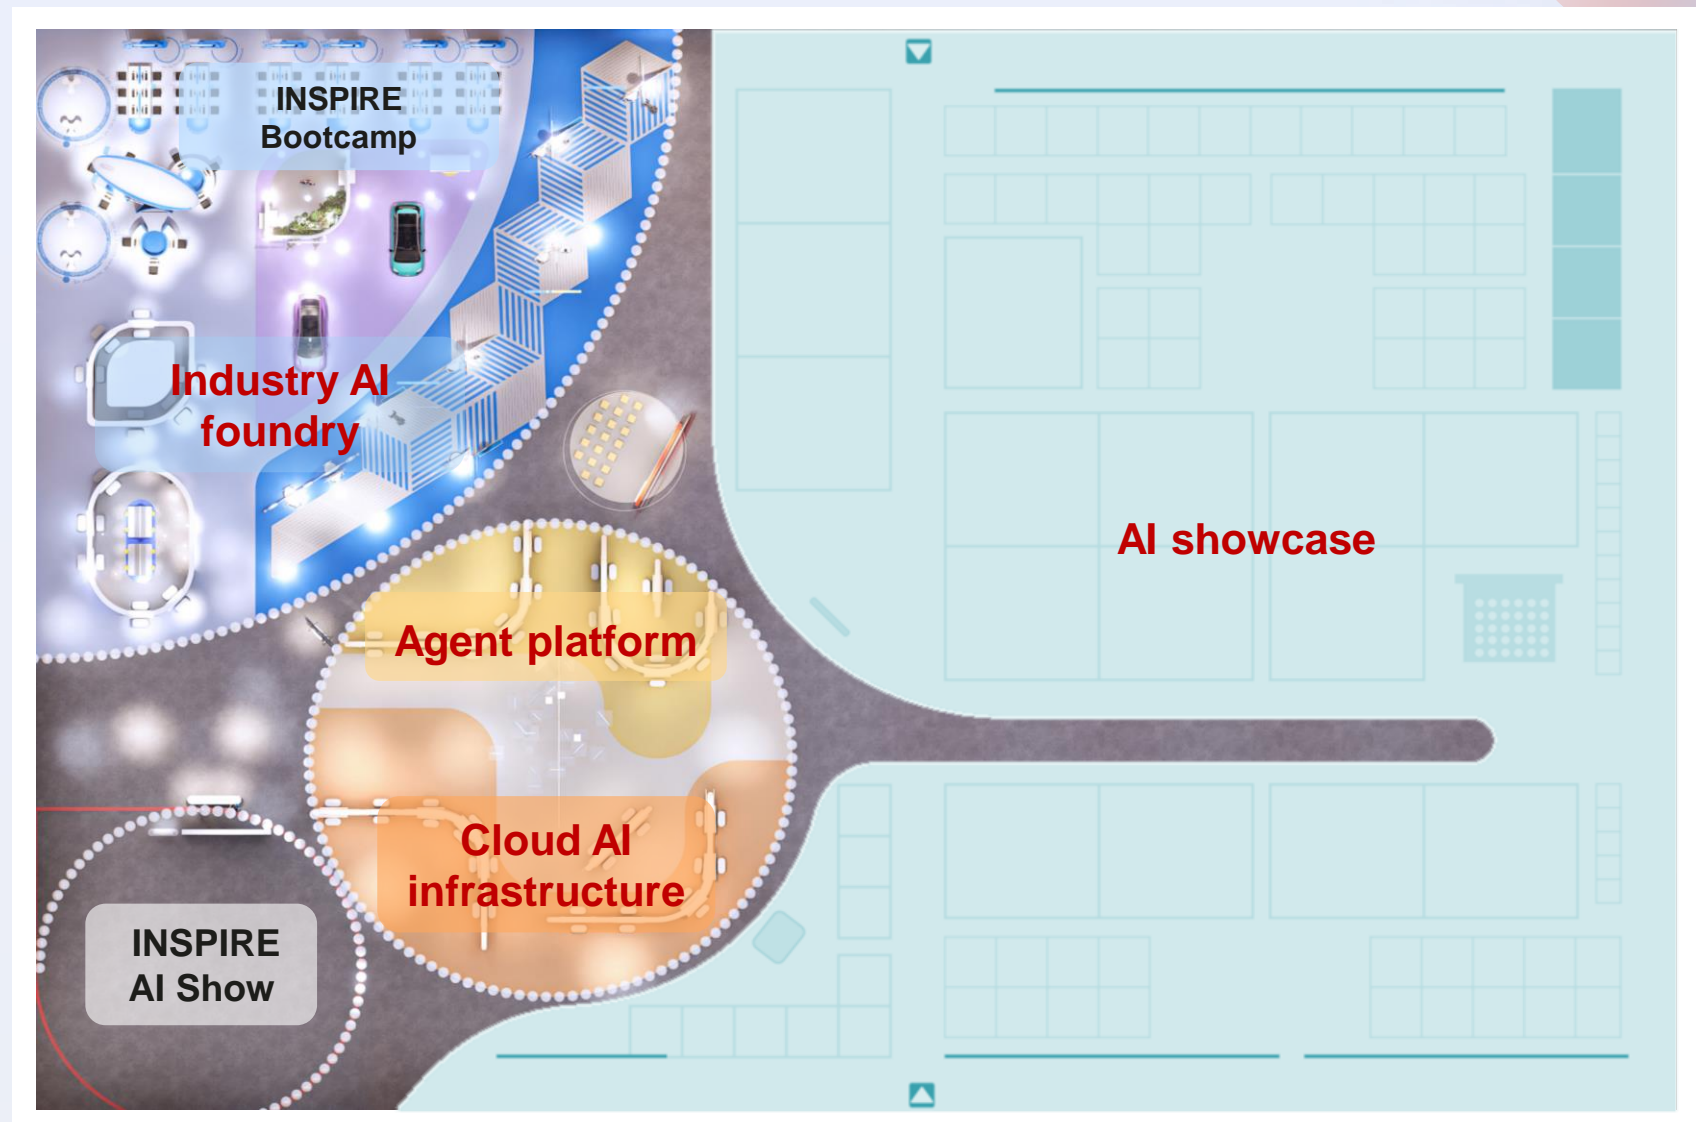 INSPIRE
Bootcamp
Industry AI
foundry
AI showcase
Agent platform
Cloud AI
infrastructure
INSPIRE
AI Show